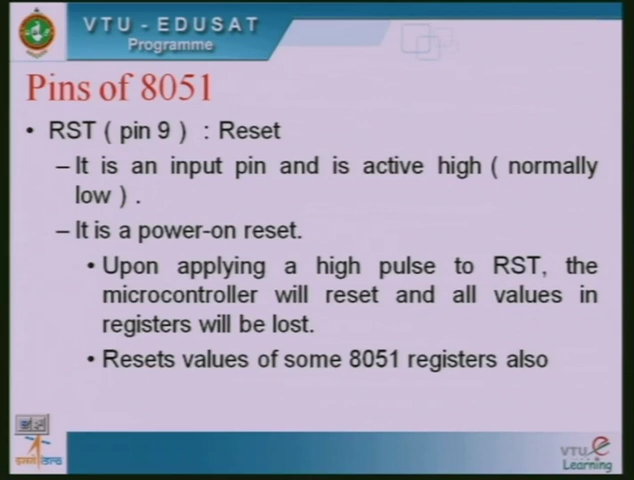 VTU - EDUSAT
Programme
Pins of 8051
• RST ( pin 9 ) : Reset
– It is an input pin and is active high ( normally
low ) .
– It is a power-on reset.
• Upon applying a high pulse to RST, the
microcontroller will reset and all values in
registers will be lost.
• Resets values of some 8051 registers also
VTU e
Learning